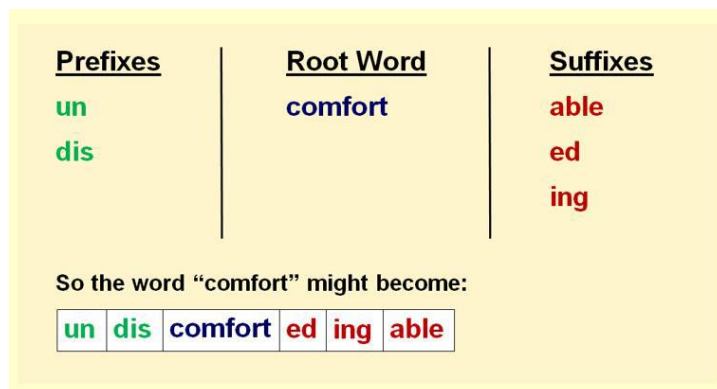 Prefixes Root Word Suffixes
un comfort able
dis ed
ing
So the word “comfort” might become:
un dis comfort ed ing able